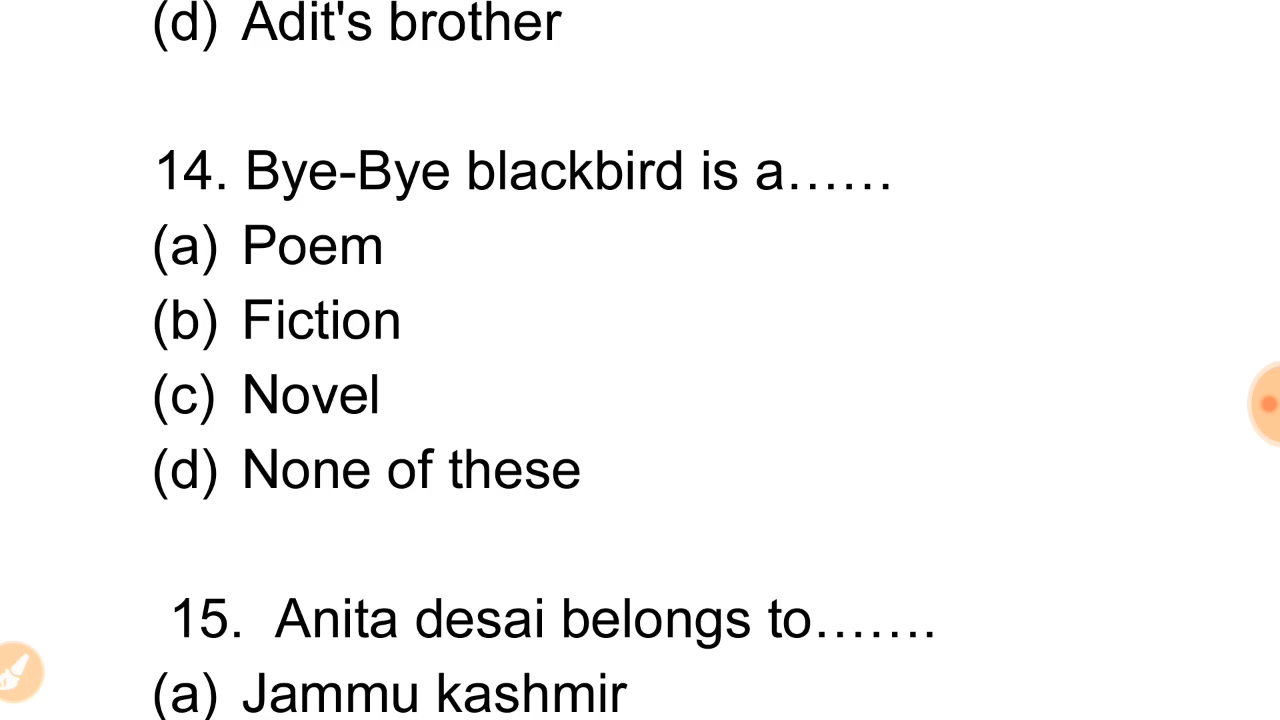 (d) Adit's brother
14. Bye-Bye blackbird is a......
(a) Poem
(b) Fiction
(c) Novel
(d) None of these
15. Anita desai belongs to.......
(a) Jammu kashmir